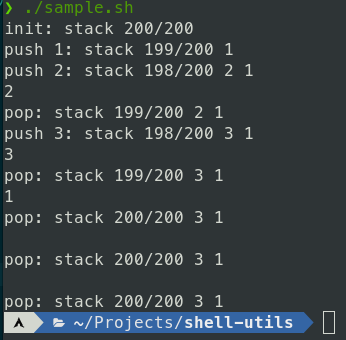 ❯ ./sample.sh
init: stack 200/200
push 1: stack 199/200 1
push 2: stack 198/200 2 1
2
pop: stack 199/200 2 1
push 3: stack 198/200 3 1
3
pop: stack 199/200 3 1
1
pop: stack 200/200 3 1
pop: stack 200/200 3 1
pop: stack 200/200 3 1
~/Projects/shell-utils